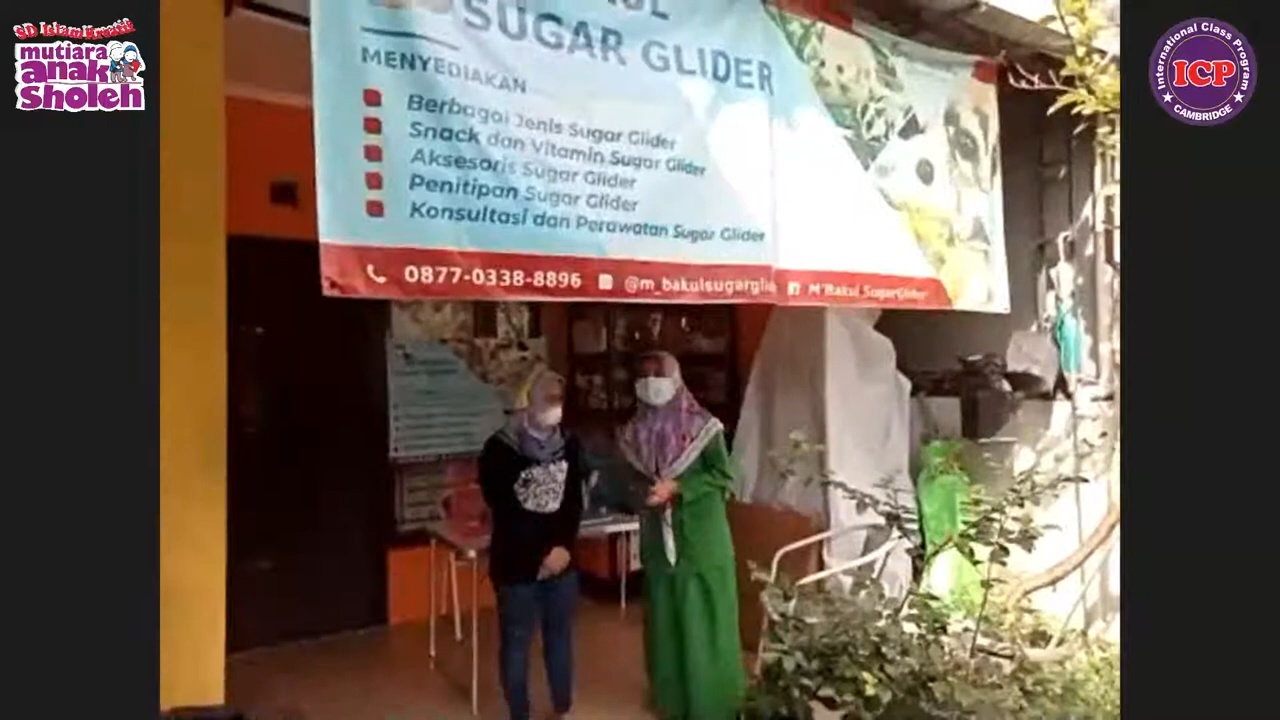 SD Islam Kreatif
mutiara
anak
Sholeh
International Class Program
ICP
CAMBRIDGE
SUGAR GLIDER
MENYEDIAKAN
Berbagai Jenis Sugar Glider
Snack dan Vitamin Sugar Glider
Aksesoris Sugar Glider
Penitipan Sugar Glider
Konsultasi dan Perawatan Sugar Glider
0877-0338-8896 @m_bakulsugarglid M'Bakul SugarGlider